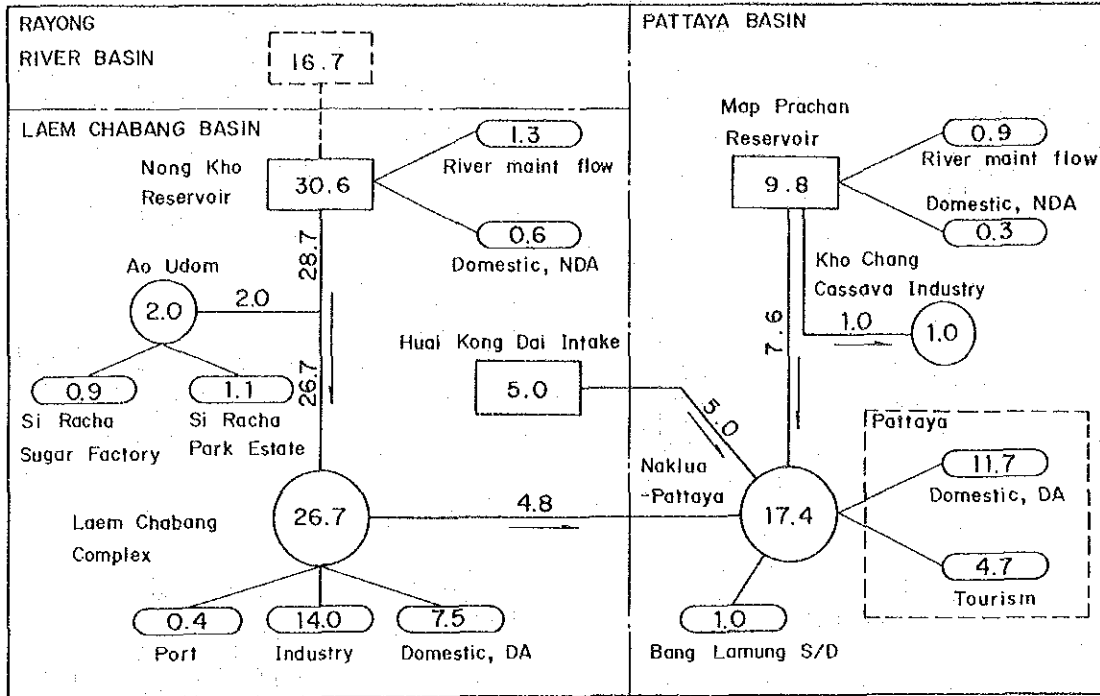 RAYONG
RIVER BASIN
16.7
LAEM CHABANG BASIN
Nong Kho
Reservoir
30.6
1.3
River maint flow
0.6
Domestic, NDA
28.7
Ao Udom
2.0
2.0
0.9
Si Racha
Sugar Factory
1.1
Si Racha
Park Estate
26.7
Laem Chabang
Complex
26.7
4.8
0.4
Port
14.0
Industry
7.5
Domestic, DA
Huai Kong Dai Intake
5.0
5.0
PATTAYA BASIN
Map Prachan
Reservoir
9.8
0.9
River maint flow
Domestic, NDA
0.3
Kho Chang
Cassava Industry
1.0
1.0
7.6
Naklua
-Pattaya
17.4
Pattaya
11.7
Domestic, DA
4.7
Tourism
1.0
Bang Lamung S/D